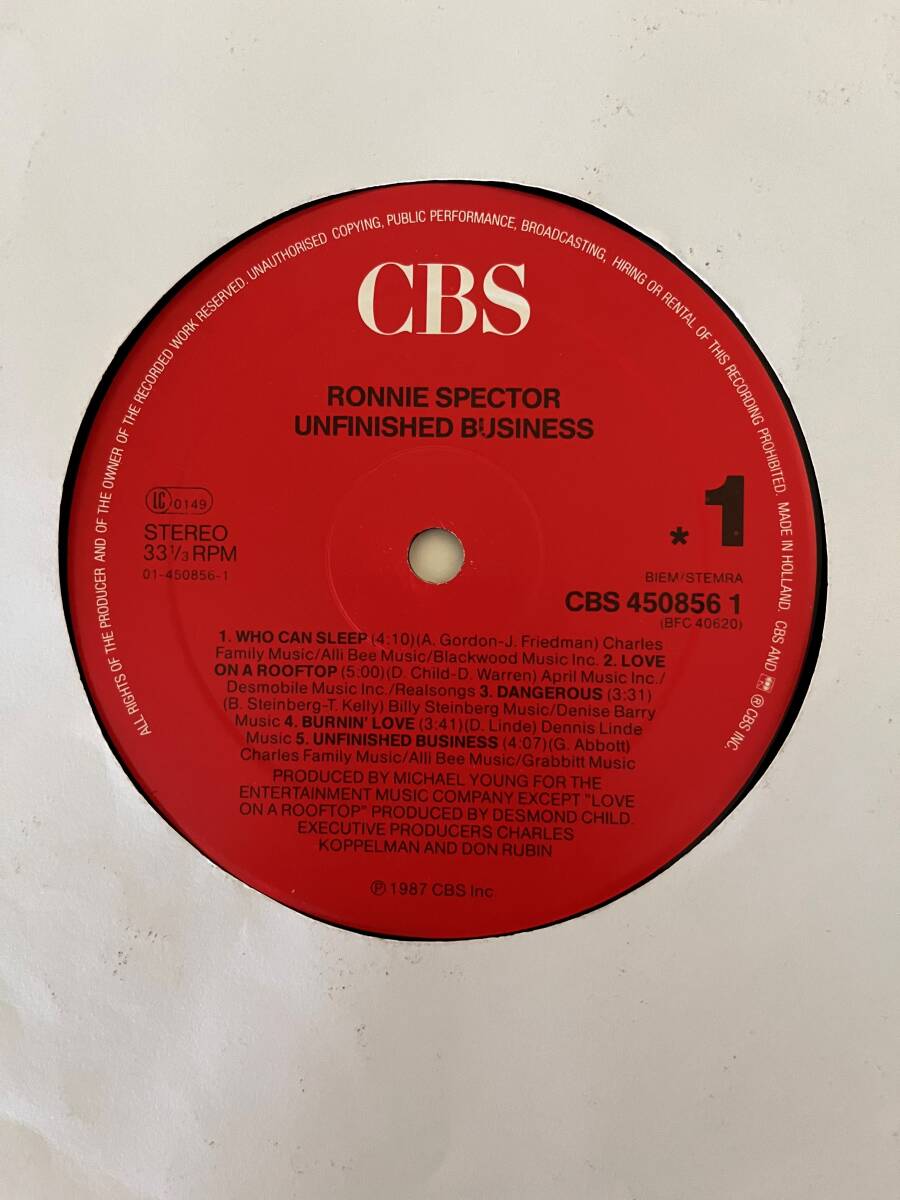 ALL RIGHTS OF THE PRODUCER AND OF THE OWNER OF THE RECORDED WORK RESERVED. UNAUTHORISED COPYING, PUBLIC PERFORMANCE, BROADCASTING, HIRING OR RENTAL OF THIS RECORDING PROHIBITED. MADE IN HOLLAND. CBS AND ® CBS INC.
CBS
RONNIE SPECTOR
UNFINISHED BUSINESS
LC 0149
STEREO
33 1/3 RPM
01-450856-1
* 1
BIEM/STEMRA
CBS 450856 1
(BFC 40620)
1. WHO CAN SLEEP (4:10)(A. Gordon-J. Friedman) Charles
Family Music/Alli Bee Music/Blackwood Music Inc. 2. LOVE
ON A ROOFTOP (5:00)(D. Child-D. Warren) April Music Inc./
Desmobile Music Inc./Realsongs 3. DANGEROUS (3:31)
(B. Steinberg-T. Kelly) Billy Steinberg Music/Denise Barry
Music 4. BURNIN' LOVE (3:41)(D. Linde) Dennis Linde
Music 5. UNFINISHED BUSINESS (4:07)(G. Abbott)
Charles Family Music/Alli Bee Music/Grabbitt Music
PRODUCED BY MICHAEL YOUNG FOR THE
ENTERTAINMENT MUSIC COMPANY EXCEPT "LOVE
ON A ROOFTOP" PRODUCED BY DESMOND CHILD.
EXECUTIVE PRODUCERS CHARLES
KOPPELMAN AND DON RUBIN
℗ 1987 CBS Inc.